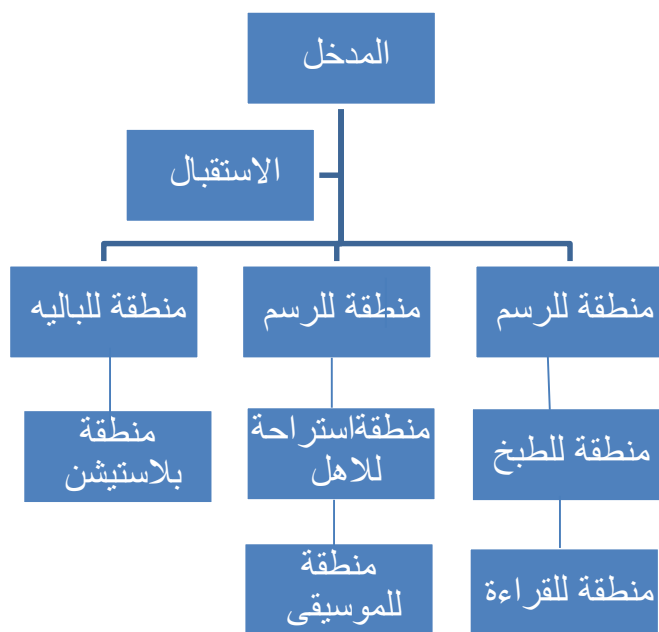 المدخل
الاستقبال
منطقة للرسم
منطقة للرسم
منطقة للباليه
منطقة للطبخ
منطقةاستراحة
للاهل
منطقة
بلاستيشن
منطقة للقراءة
منطقة
للموسيقى